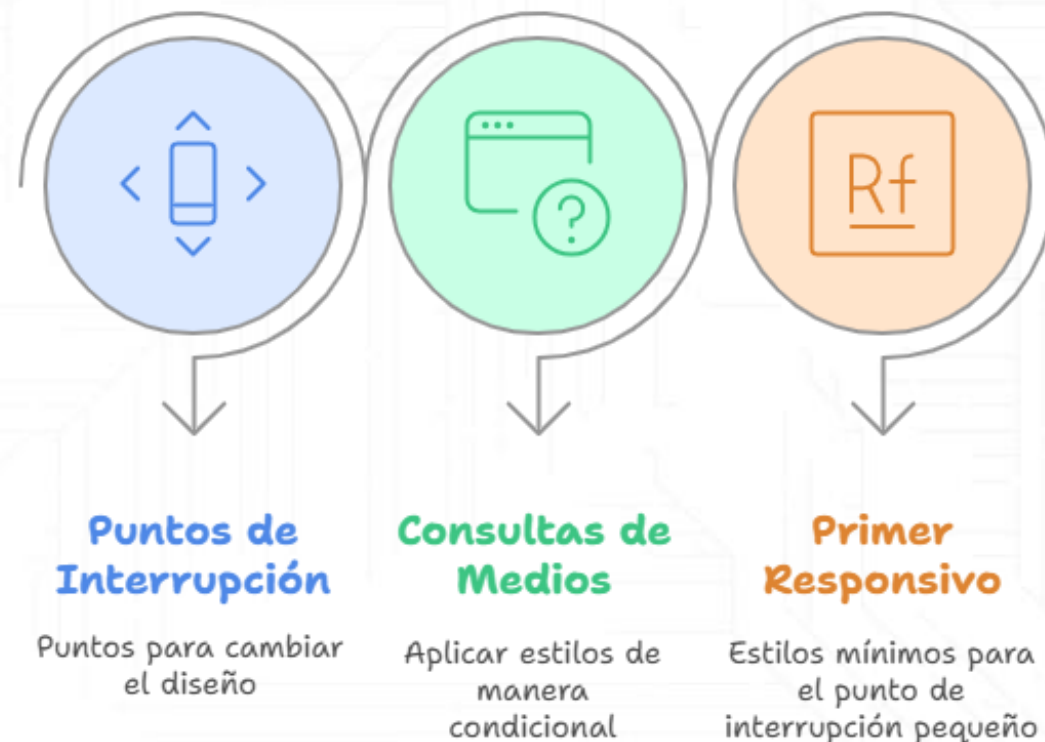 Rf
Puntos de
Interrupción
Puntos para cambiar
el diseño
Consultas de
Medios
Aplicar estilos de
manera
condicional
Primer
Responsivo
Estilos mínimos para
el punto de
interrupción pequeño